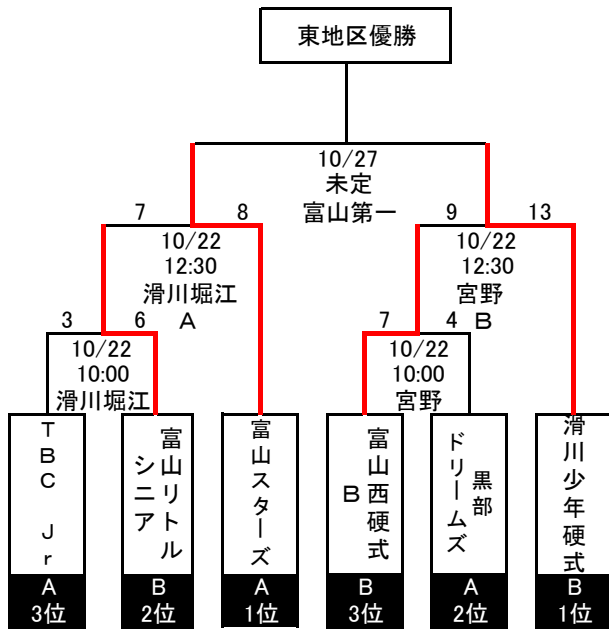 東地区優勝
10/27
未定
富山第一
7
8
9
13
10/22
12:30
滑川堀江
A
10/22
12:30
宮野
B
3
6
7
4
10/22
10:00
滑川堀江
10/22
10:00
宮野
TBC Jr
富山リトル
シニア
富山スターズ
富山西硬式
B
黒部
ドリームズ
滑川少年硬式
A
3位
B
2位
A
1位
B
3位
A
2位
B
1位